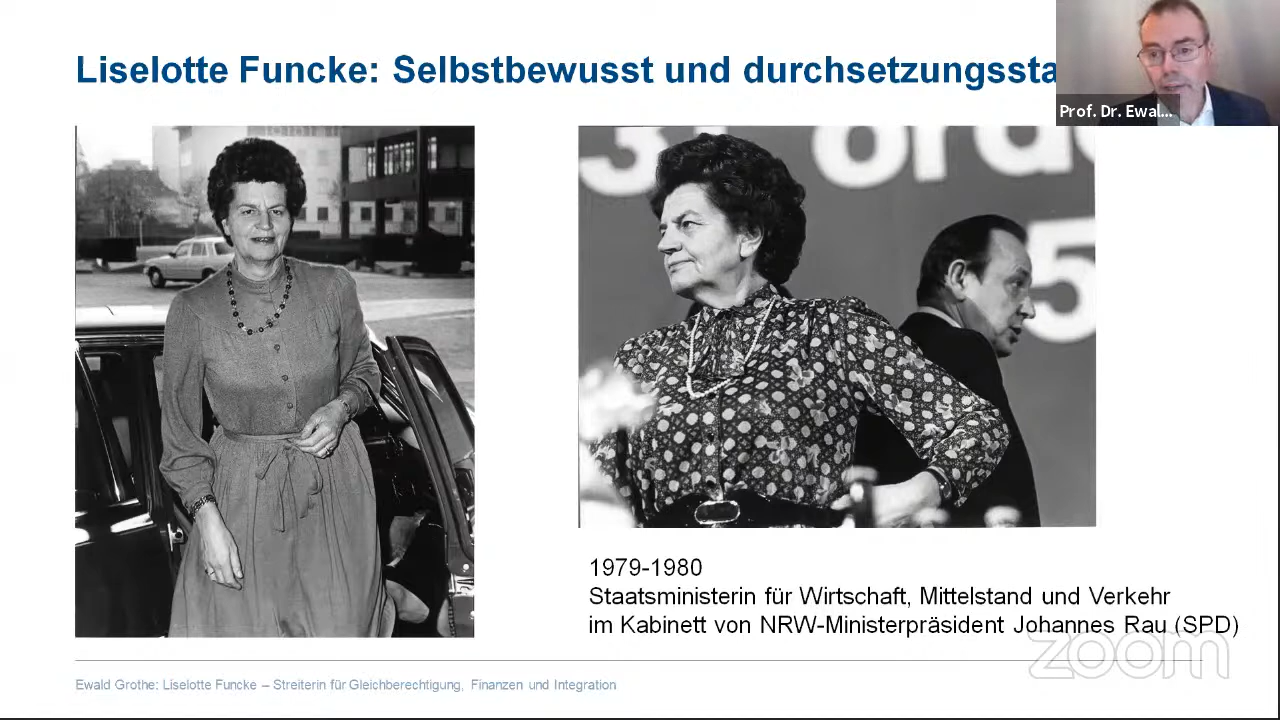 Liselotte Funcke: Selbstbewusst und durchsetzungssta
Prof. Dr. Ewal...
1979-1980
Staatsministerin für Wirtschaft, Mittelstand und Verkehr
im Kabinett von NRW-Ministerpräsident Johannes Rau (SPD)
zoom
Ewald Grothe: Liselotte Funcke – Streiterin für Gleichberechtigung, Finanzen und Integration